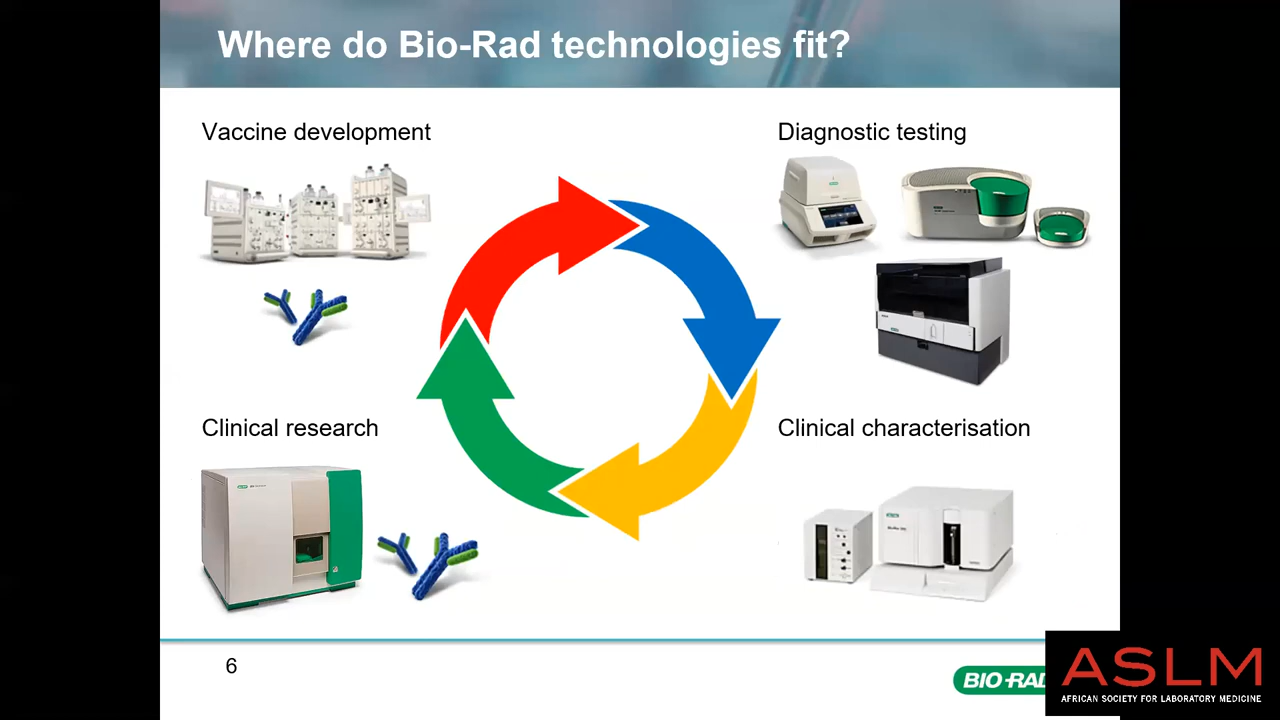 Where do Bio-Rad technologies fit?
Vaccine development
Diagnostic testing
Clinical research
Clinical characterisation
6
BIO-RAD
ASLM
AFRICAN SOCIETY FOR LABORATORY MEDICINE